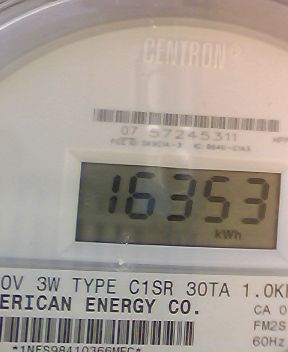 CENTRON®
07 57245311
16353
kWh
0V 3W TYPE C1SR 30TA 1.0K
ERICAN ENERGY CO.
CA 0
FM2S
60Hz